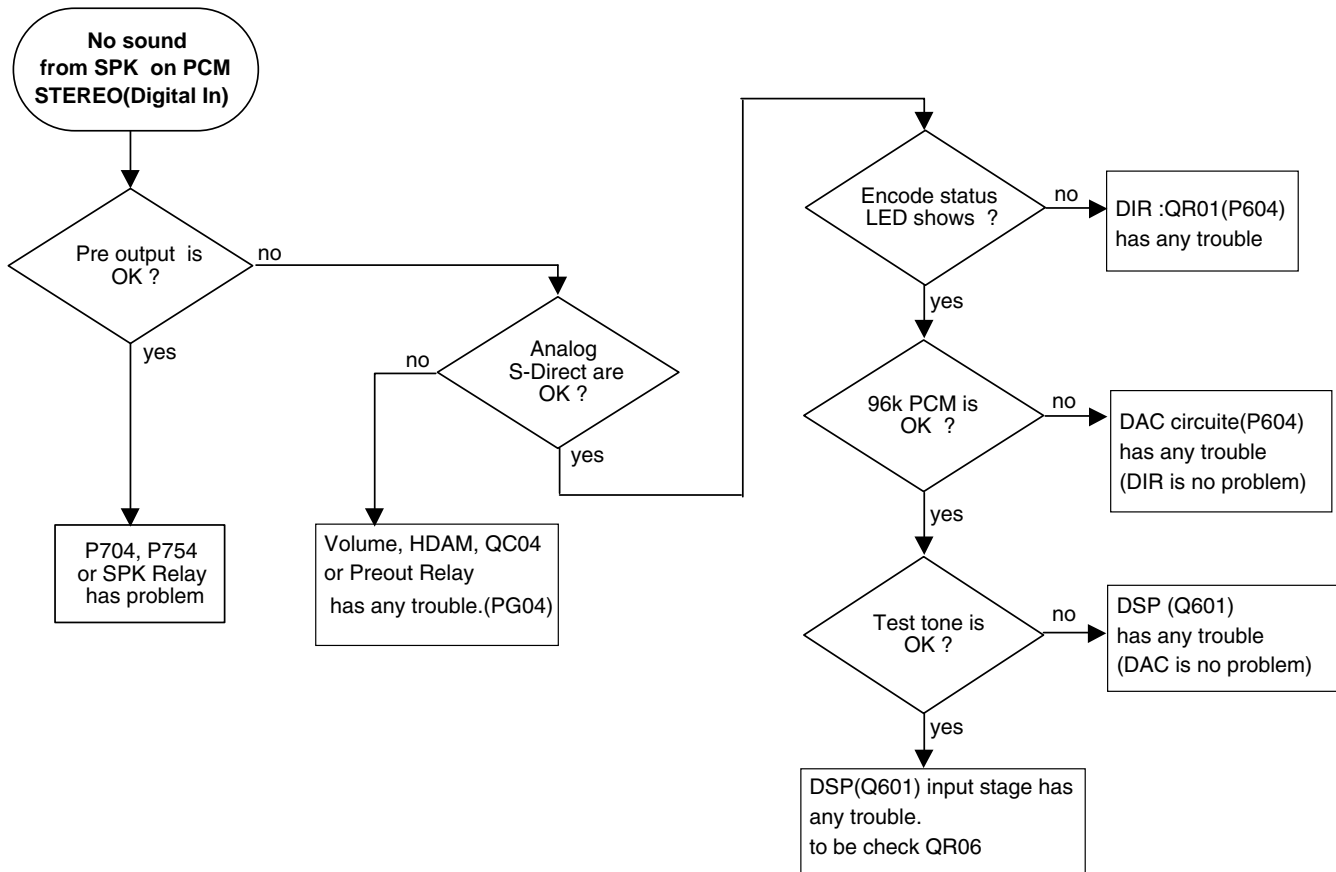 No sound
from SPK on PCM
STEREO(Digital In)
Pre output is
OK ?
no
yes
P704, P754
or SPK Relay
has problem
Analog
S-Direct are
OK ?
no
yes
Volume, HDAM, QC04
or Preout Relay
has any trouble.(PG04)
Encode status
LED shows ?
no
DIR :QR01(P604)
has any trouble
yes
96k PCM is
OK ?
no
DAC circuite(P604)
has any trouble
(DIR is no problem)
yes
Test tone is
OK ?
no
DSP (Q601)
has any trouble
(DAC is no problem)
yes
DSP(Q601) input stage has
any trouble.
to be check QR06